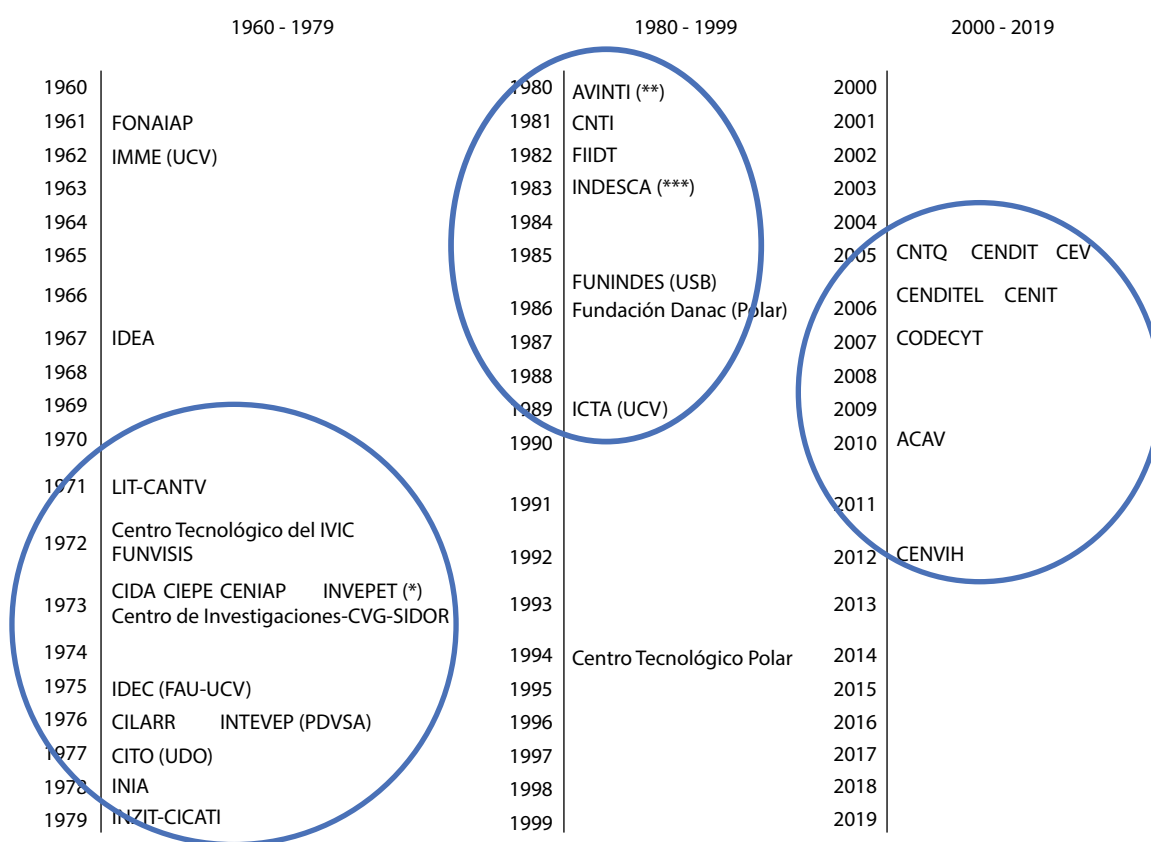 1960 - 1979
1960
1961 FONAIAP
1962 IMME (UCV)
1963
1964
1965
1966
1967 IDEA
1968
1969
1970
1971 LIT-CANTV
1972 Centro Tecnológico del IVIC
FUNVISIS
1973 CIDA CIEPE CENIAP INVEPET (*)
Centro de Investigaciones-CVG-SIDOR
1974
1975 IDEC (FAU-UCV)
1976 CILARR INTEVEP (PDVSA)
1977 CITO (UDO)
1978 INIA
1979 INZIT-CICATI
1980 - 1999
1980 AVINTI (**)
1981 CNTI
1982 FIIDT
1983 INDESCA (***)
1984
1985
FUNINDES (USB)
1986 Fundación Danac (Polar)
1987
1988
1989 ICTA (UCV)
1990
1991
1992
1993
1994 Centro Tecnológico Polar
1995
1996
1997
1998
1999
2000 - 2019
2000
2001
2002
2003
2004
2005 CNTQ CENDIT CEV
2006 CENDITEL CENIT
2007 CODECYT
2008
2009
2010 ACAV
2011
2012 CENVIH
2013
2014
2015
2016
2017
2018
2019